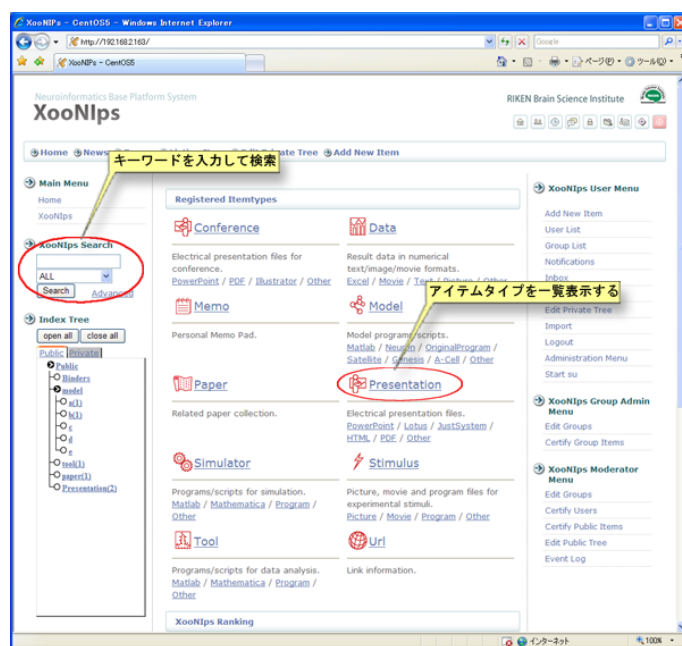 XooNIPs - CentOS5 - Windows Internet Explorer
http://192.168.2.163/
Google
XooNIPs - CentOS5
ページ(P)
ツール(O)
Neuroinformatics Base Platform System
XooNIps
RIKEN Brain Science Institute
Home
News
Private Tree
Add New Item
キーワードを入力して検索
Main Menu
Home
XooNIps
XooNIps Search
ALL
Search
Advanced
Index Tree
open all
close all
Public
Private
Public
Binders
model
a(1)
b(1)
c
d
e
tool(1)
paper(1)
Presentation(2)
Registered Itemtypes
Conference
Electrical presentation files for
conference.
PowerPoint / PDF / Illustrator / Other
Data
Result data in numerical
text/image/movie formats.
Excel / Movie / Text / Picture / Other
アイテムタイプを一覧表示する
Memo
Personal Memo Pad.
Model
Model programs/scripts.
Matlab / Neuron / OriginalProgram /
Satellite / Genesis / A-Cell / Other
Paper
Related paper collection.
Presentation
Electrical presentation files.
PowerPoint / Lotus / JustSystem /
HTML / PDF / Other
Simulator
Programs/scripts for simulation.
Matlab / Mathematica / Program /
Other
Stimulus
Picture, movie and program files for
experimental stimuli.
Picture / Movie / Program / Other
Tool
Programs/scripts for data analysis.
Matlab / Mathematica / Program /
Other
Url
Link information.
XooNIps Ranking
XooNIps User Menu
Add New Item
User List
Group List
Notifications
Inbox
Edit Private Tree
Import
Logout
Administration Menu
Start su
XooNIps Group Admin
Menu
Edit Groups
Certify Group Items
XooNIps Moderator
Menu
Edit Groups
Certify Users
Certify Public Items
Edit Public Tree
Event Log
インターネット
100%